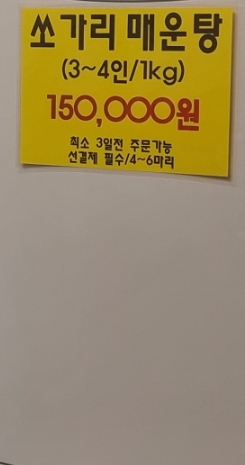 쏘가리 매운탕
(3~4인/1kg)
150,000원
최소 3일전 주문가능
선결제 필수/4~6마리